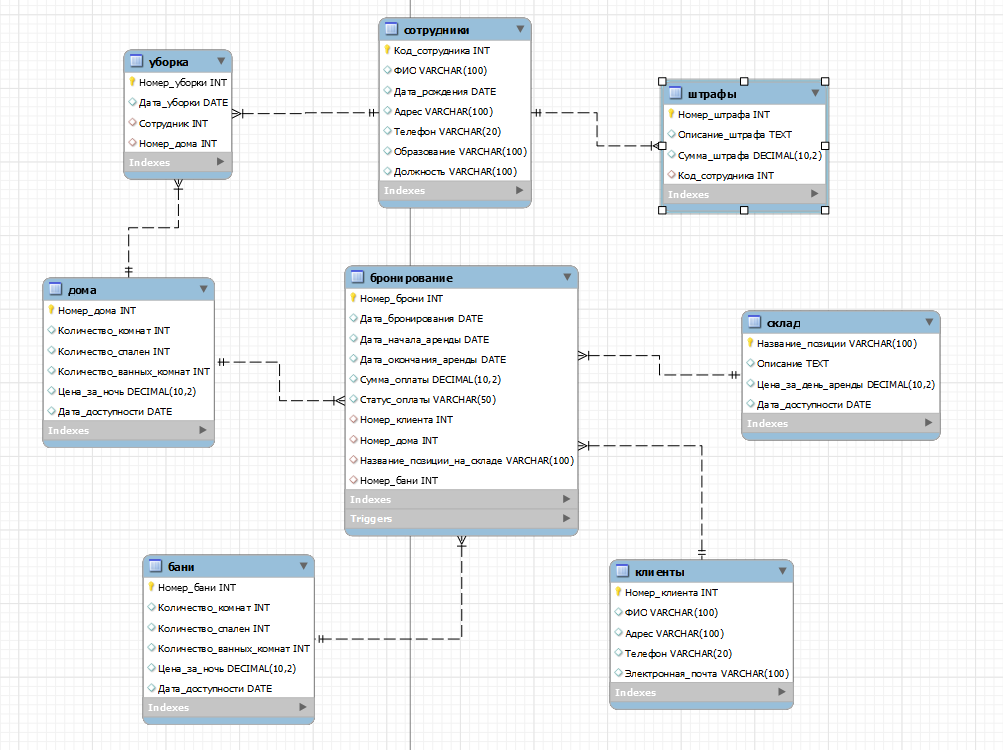 сотрудники
Код_сотрудника INT
ФИО VARCHAR(100)
Дата_рождения DATE
Адрес VARCHAR(100)
Телефон VARCHAR(20)
Образование VARCHAR(100)
Должность VARCHAR(100)
Indexes
уборка
Номер_уборки INT
Дата_уборки DATE
Сотрудник INT
Номер_дома INT
Indexes
штрафы
Номер_штрафа INT
Описание_штрафа TEXT
Сумма_штрафа DECIMAL(10,2)
Код_сотрудника INT
Indexes
дома
Номер_дома INT
Количество_комнат INT
Количество_спален INT
Количество_ванных_комнат INT
Цена_за_ночь DECIMAL(10,2)
Дата_доступности DATE
Indexes
бронирование
Номер_брони INT
Дата_бронирования DATE
Дата_начала_аренды DATE
Дата_окончания_аренды DATE
Сумма_оплаты DECIMAL(10,2)
Статус_оплаты VARCHAR(50)
Номер_клиента INT
Номер_дома INT
Название_позиции_на_складе VARCHAR(100)
Номер_бани INT
Indexes
Triggers
склад
Название_позиции VARCHAR(100)
Описание TEXT
Цена_за_день_аренды DECIMAL(10,2)
Дата_доступности DATE
Indexes
бани
Номер_бани INT
Количество_комнат INT
Количество_спален INT
Количество_ванных_комнат INT
Цена_за_ночь DECIMAL(10,2)
Дата_доступности DATE
Indexes
клиенты
Номер_клиента INT
ФИО VARCHAR(100)
Адрес VARCHAR(100)
Телефон VARCHAR(20)
Электронная_почта VARCHAR(100)
Indexes